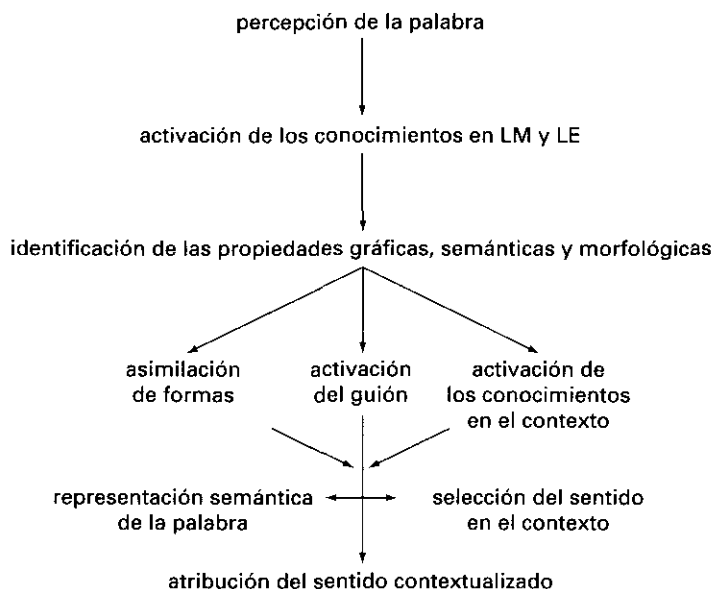 percepción de la palabra
activación de los conocimientos en LM y LE
identificación de las propiedades gráficas, semánticas y morfológicas
asimilación
de formas
activación
del guión
activación de
los conocimientos
en el contexto
representación semántica
de la palabra
selección del sentido
en el contexto
atribución del sentido contextualizado